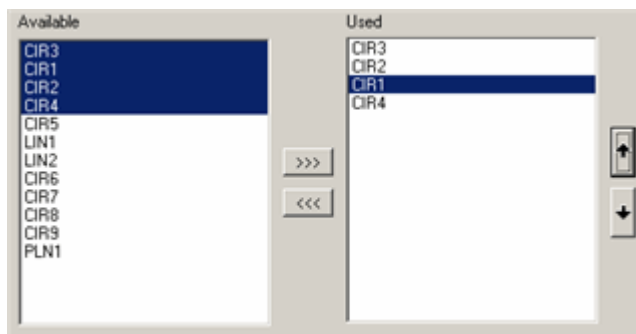 Available
CIR3
CIR1
CIR2
CIR4
CIR5
LIN1
LIN2
CIR6
CIR7
CIR8
CIR9
PLN1
>>>
<<<
Used
CIR3
CIR2
CIR1
CIR4